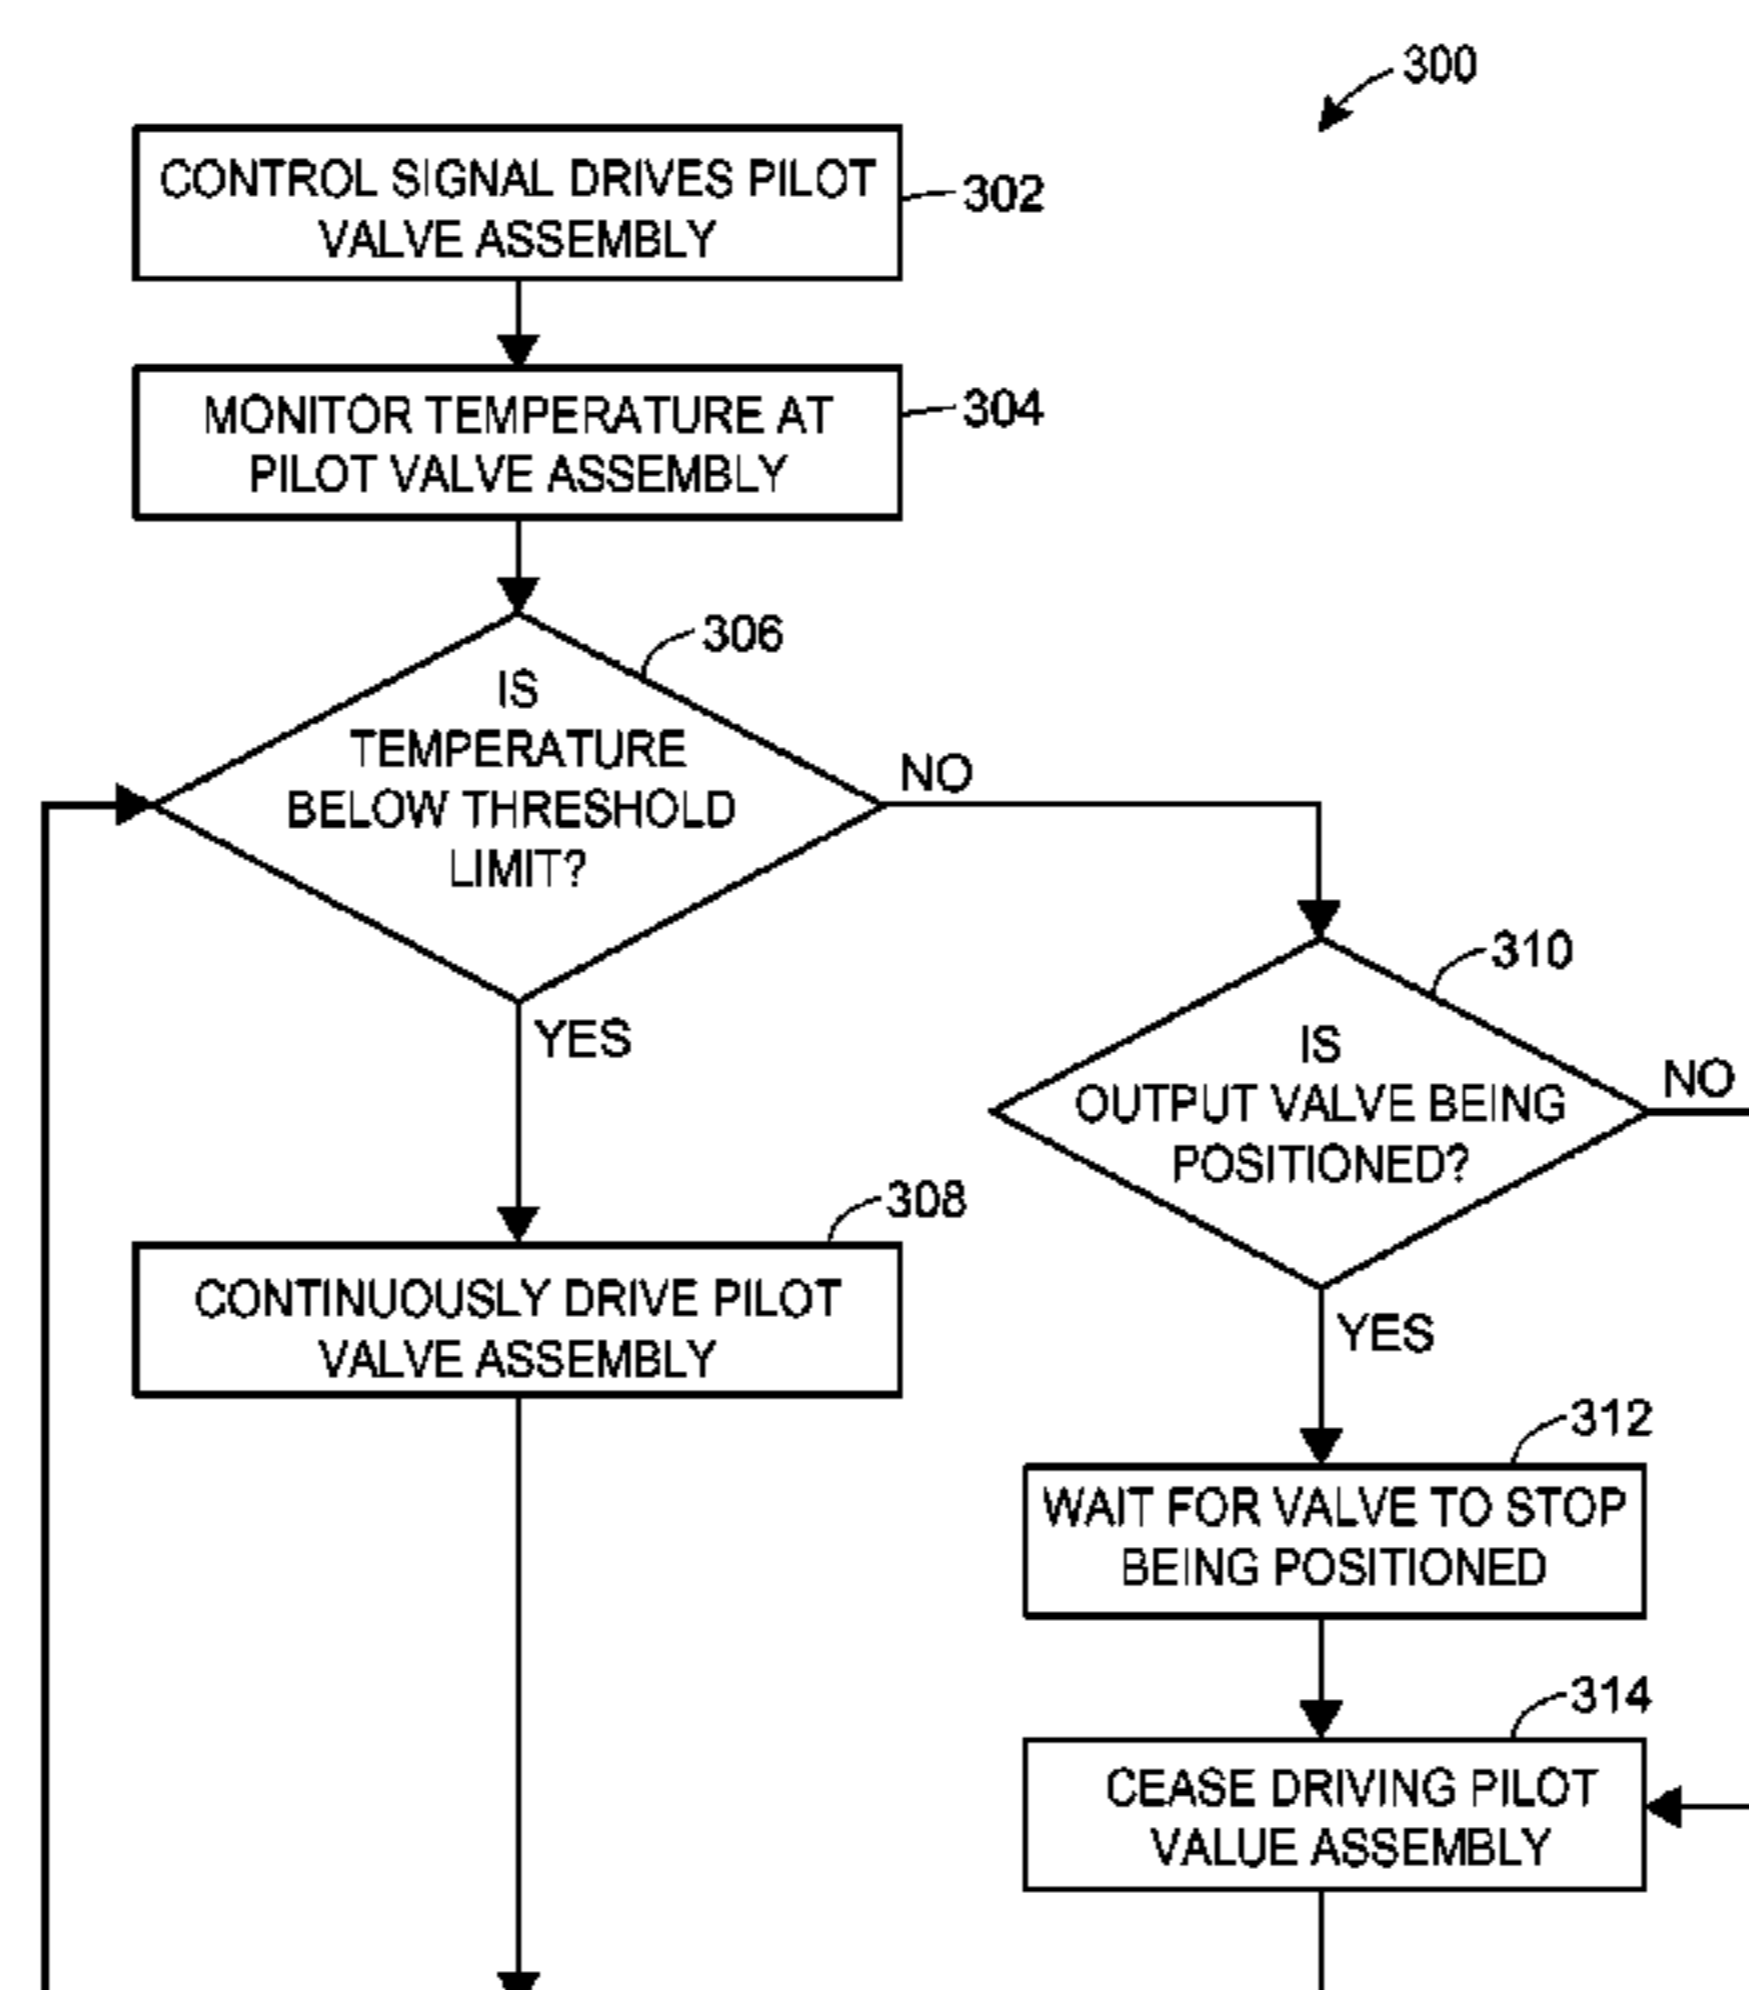 300
CONTROL SIGNAL DRIVES PILOT
VALVE ASSEMBLY
302
MONITOR TEMPERATURE AT
PILOT VALVE ASSEMBLY
304
306
IS
TEMPERATURE
BELOW THRESHOLD
LIMIT?
NO
YES
310
IS
OUTPUT VALVE BEING
POSITIONED?
NO
YES
308
CONTINUOUSLY DRIVE PILOT
VALVE ASSEMBLY
312
WAIT FOR VALVE TO STOP
BEING POSITIONED
314
CEASE DRIVING PILOT
VALUE ASSEMBLY